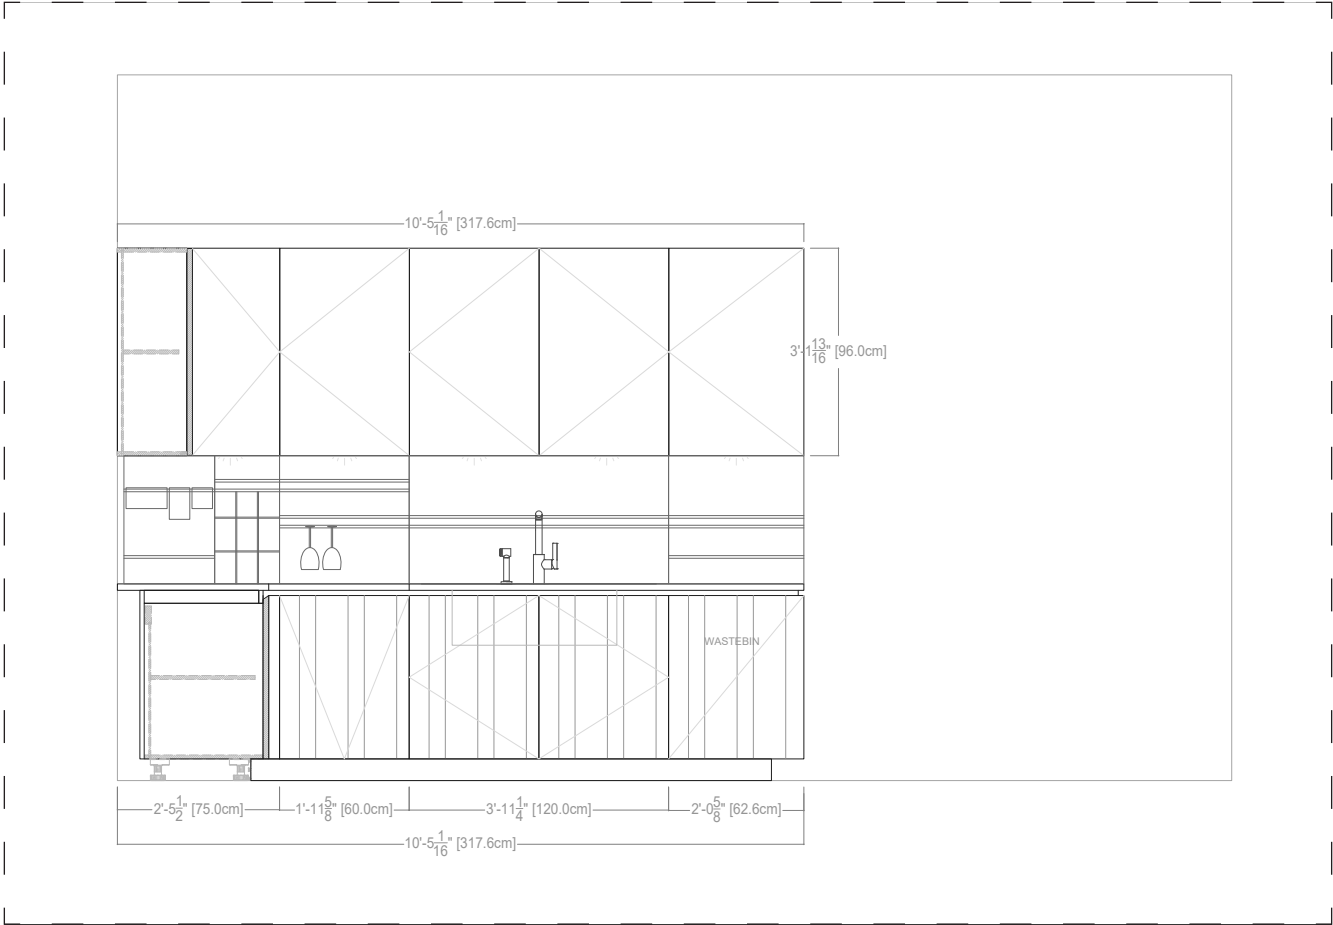 10'-5 1/16" [317.6cm]
3'-1 13/16" [96.0cm]
WASTEBIN
2'-5 1/2" [75.0cm] 1'-11 5/8" [60.0cm] 3'-11 1/4" [120.0cm] 2'-0 5/8" [62.6cm]
10'-5 1/16" [317.6cm]